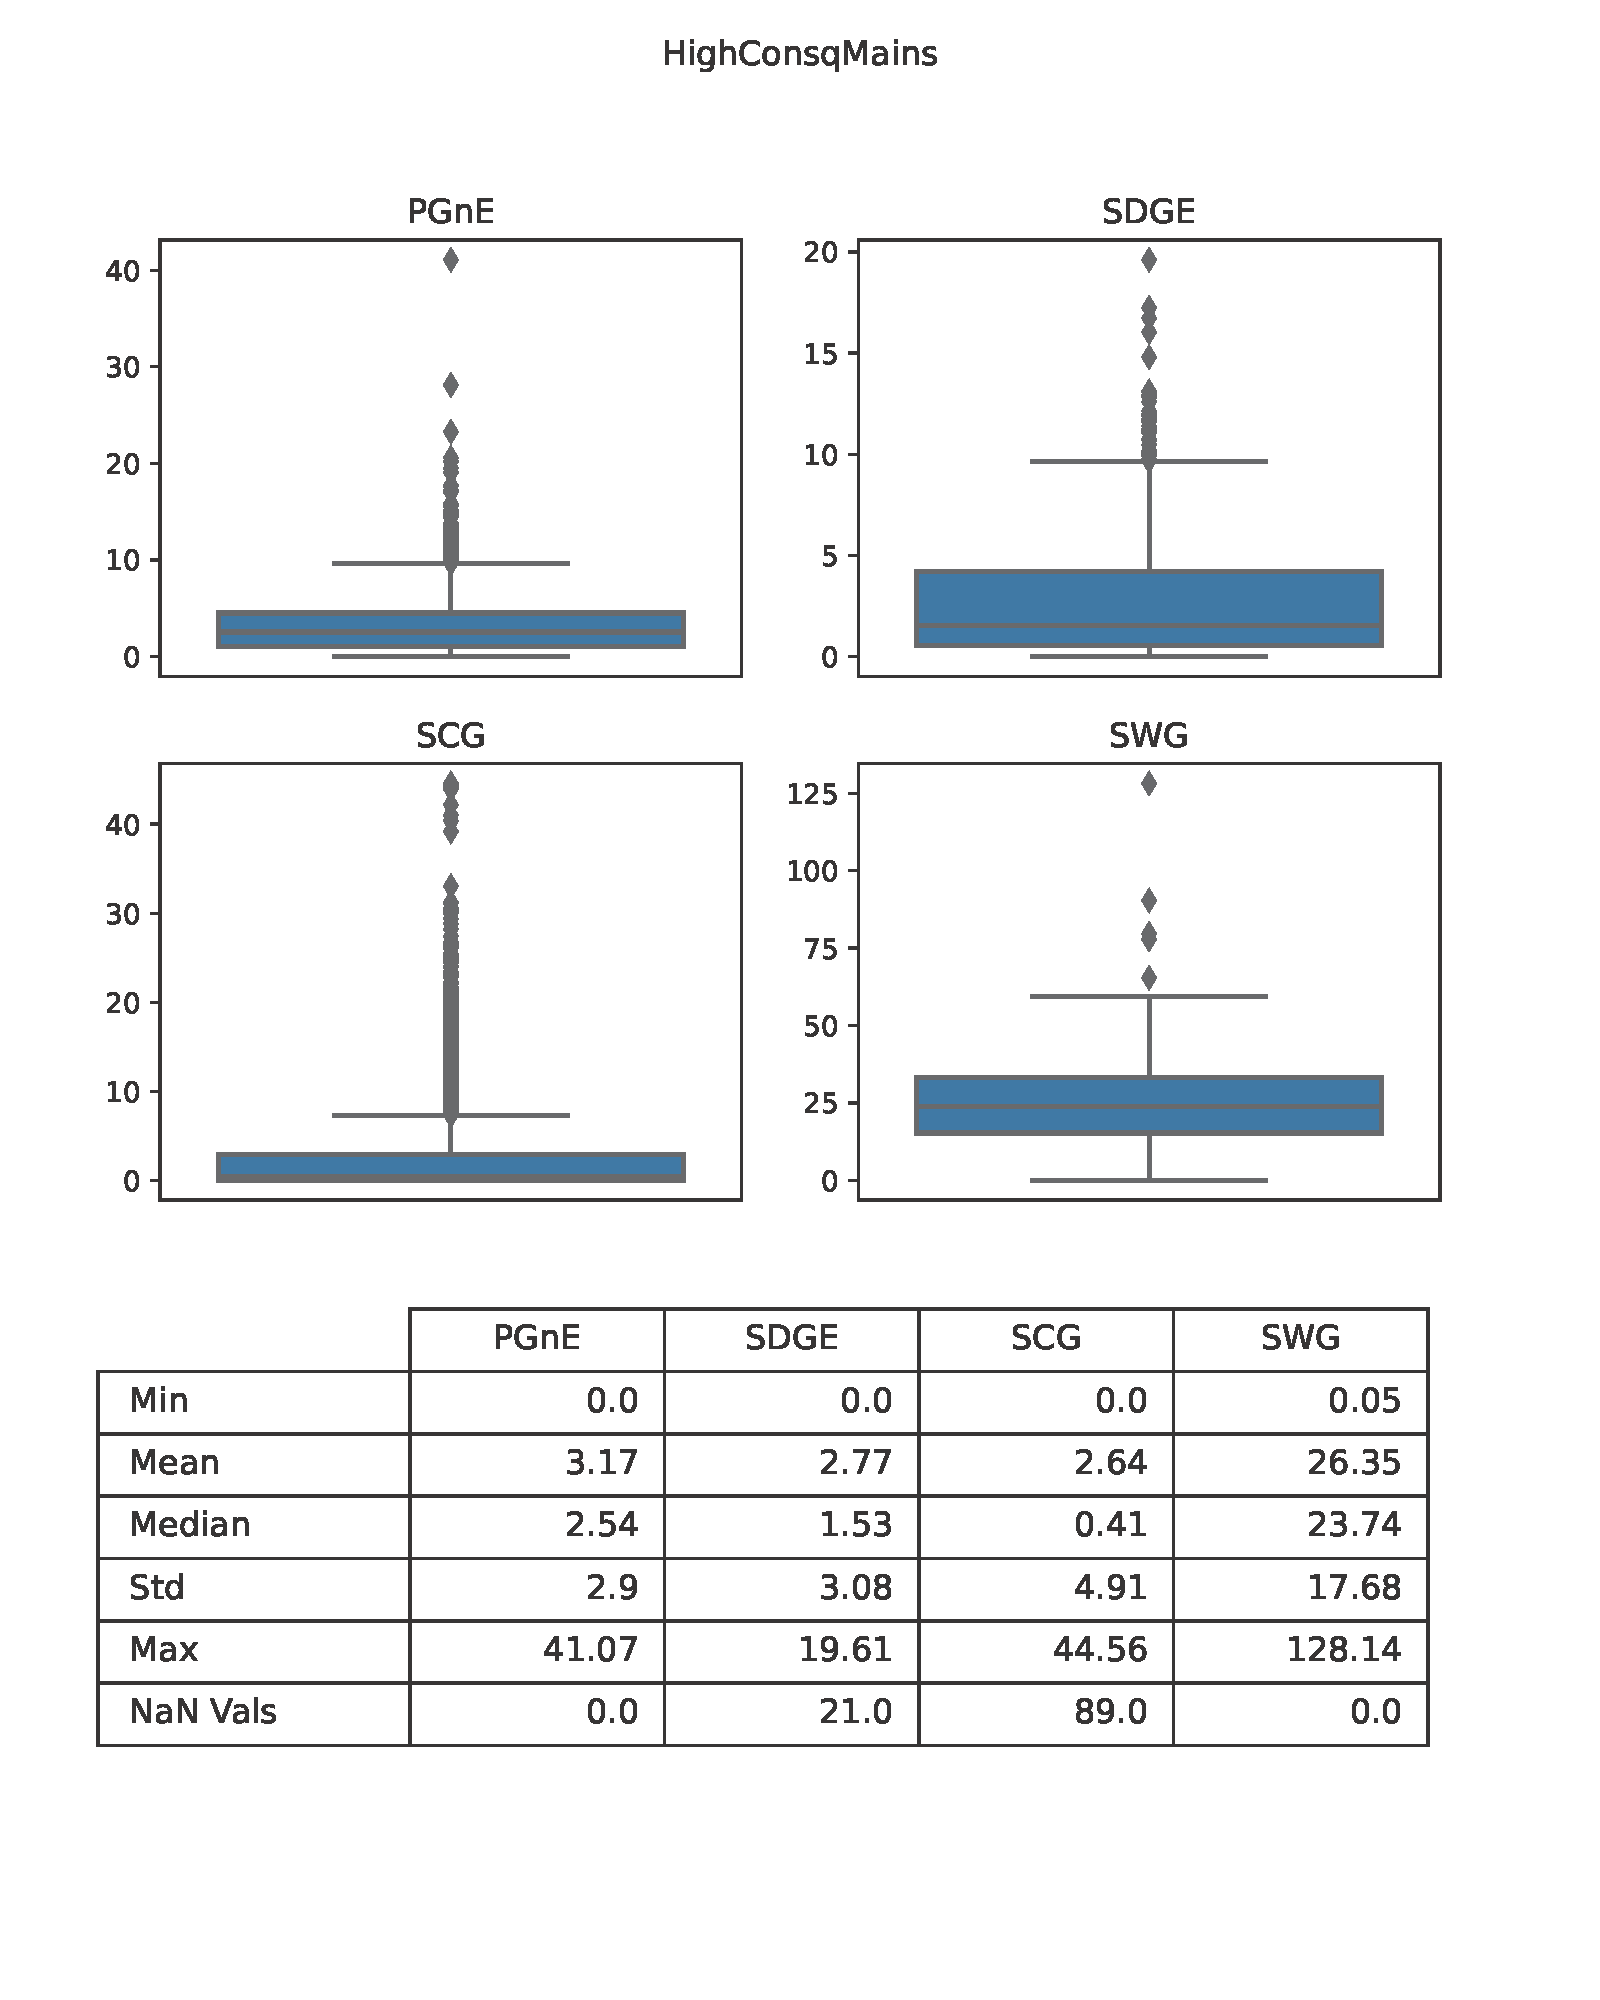 HighConsqMains
PGnE
40
30
20
10
0
SDGE
20
15
10
5
0
SCG
40
30
20
10
0
SWG
125
100
75
50
25
0
PGnE SDGE SCG SWG
Min 0.0 0.0 0.0 0.05
Mean 3.17 2.77 2.64 26.35
Median 2.54 1.53 0.41 23.74
Std 2.9 3.08 4.91 17.68
Max 41.07 19.61 44.56 128.14
NaN Vals 0.0 21.0 89.0 0.0